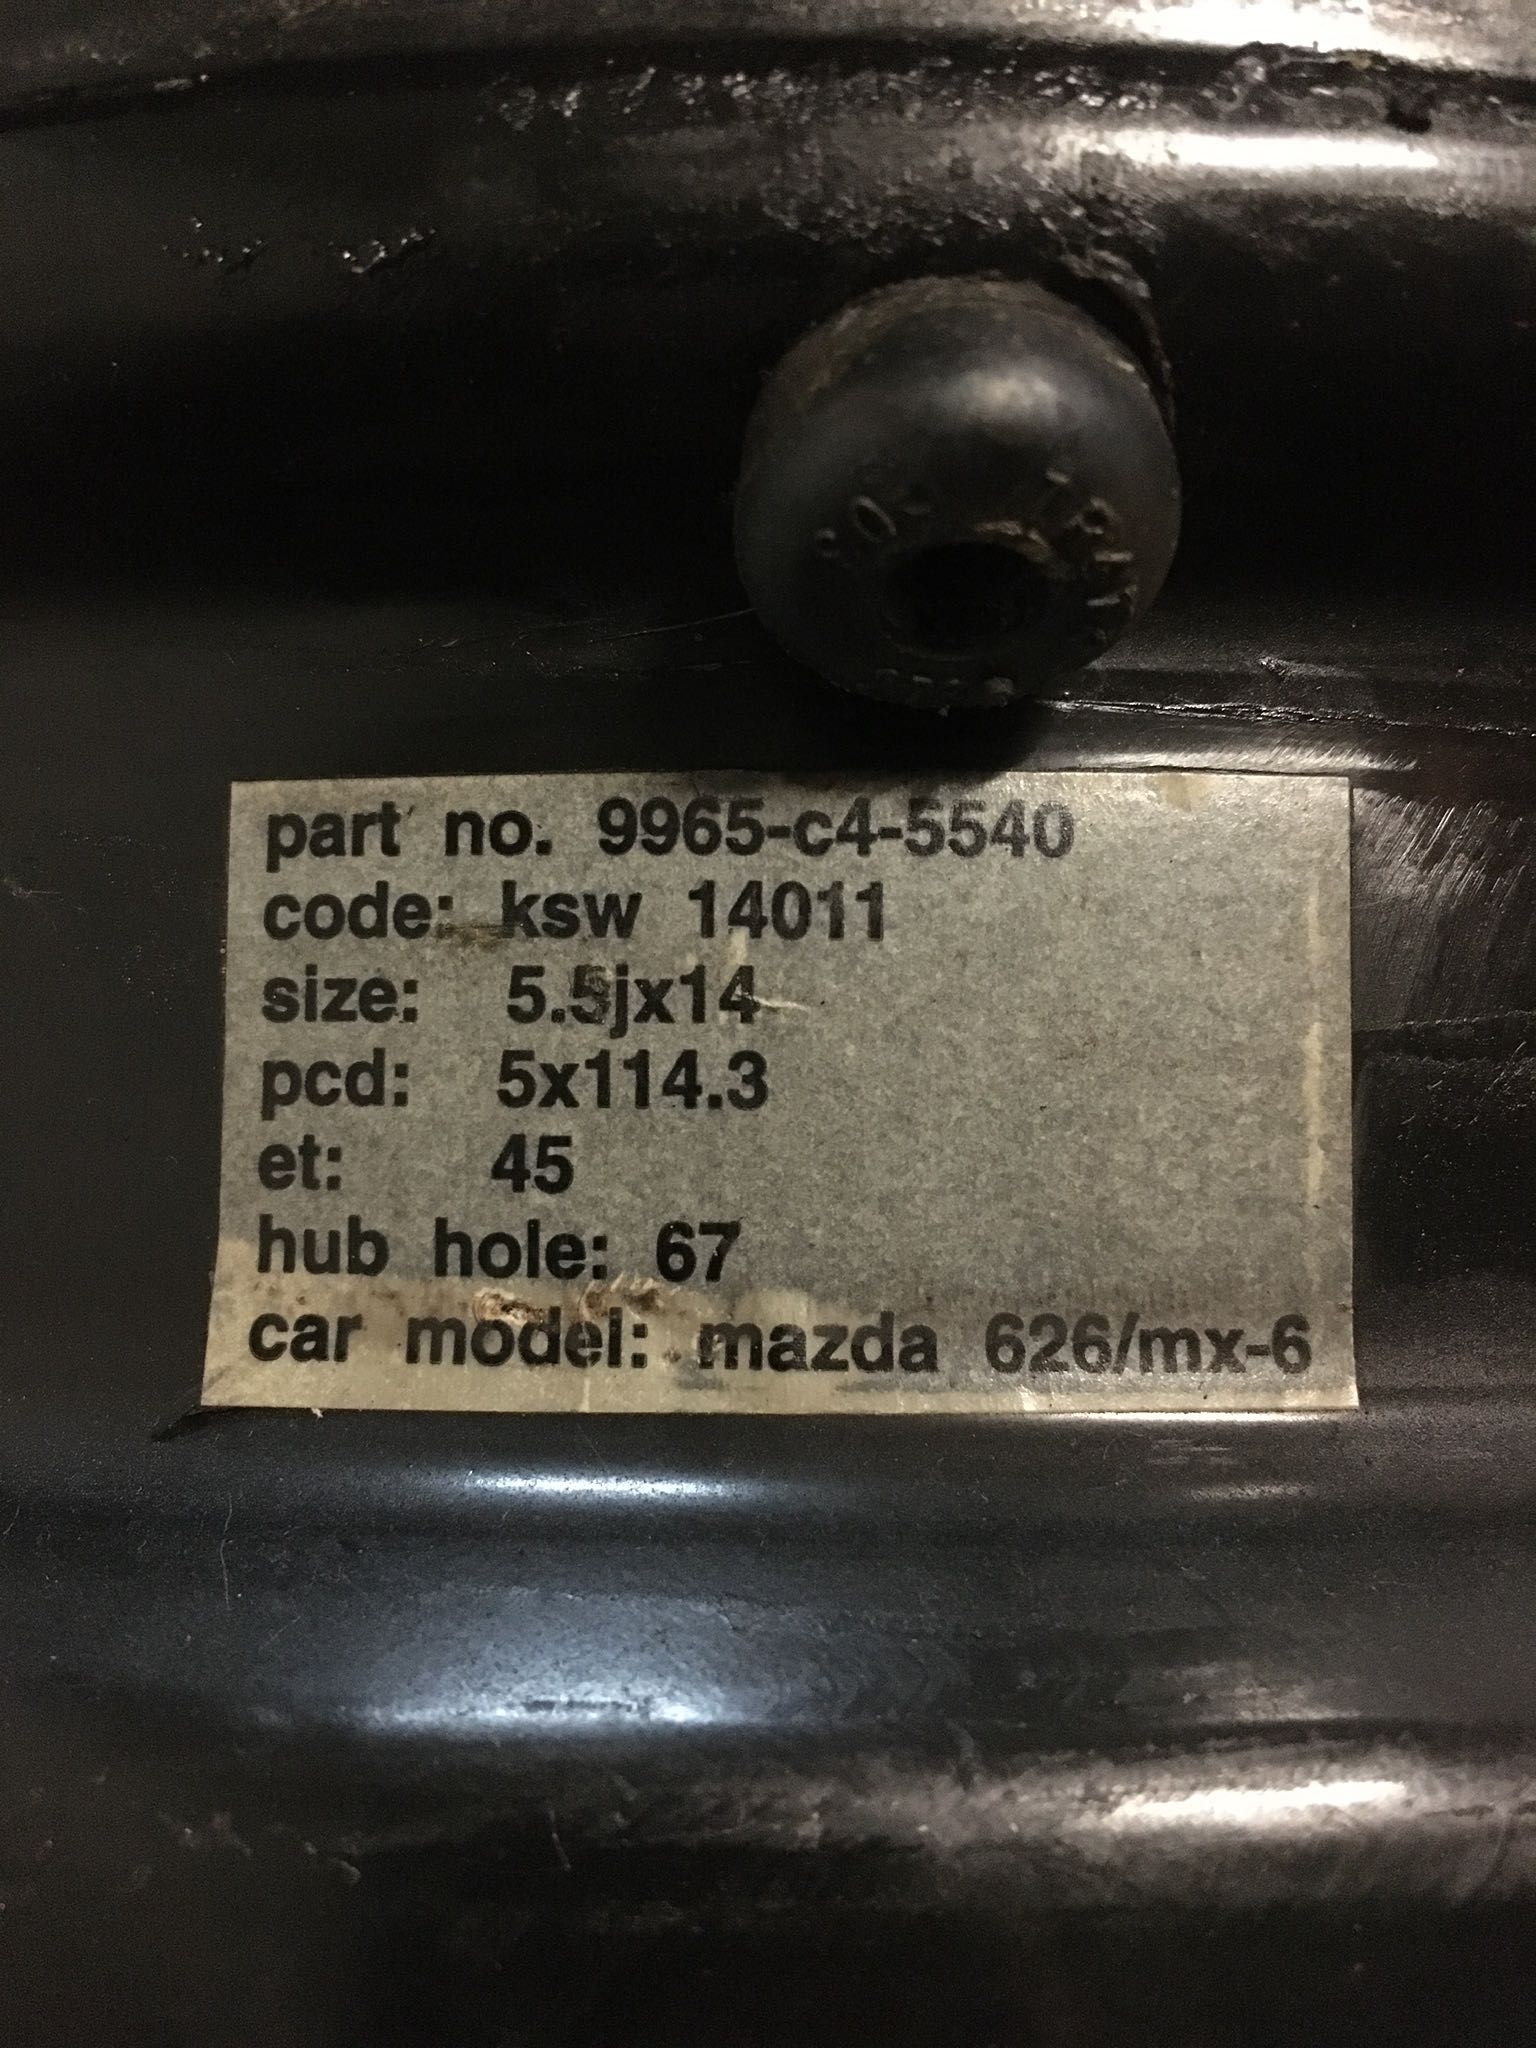 part no. 9965-c4-5540
code: ksw 14011
size: 5.5jx14
pcd: 5x114.3
et: 45
hub hole: 67
car model: mazda 626/mx-6